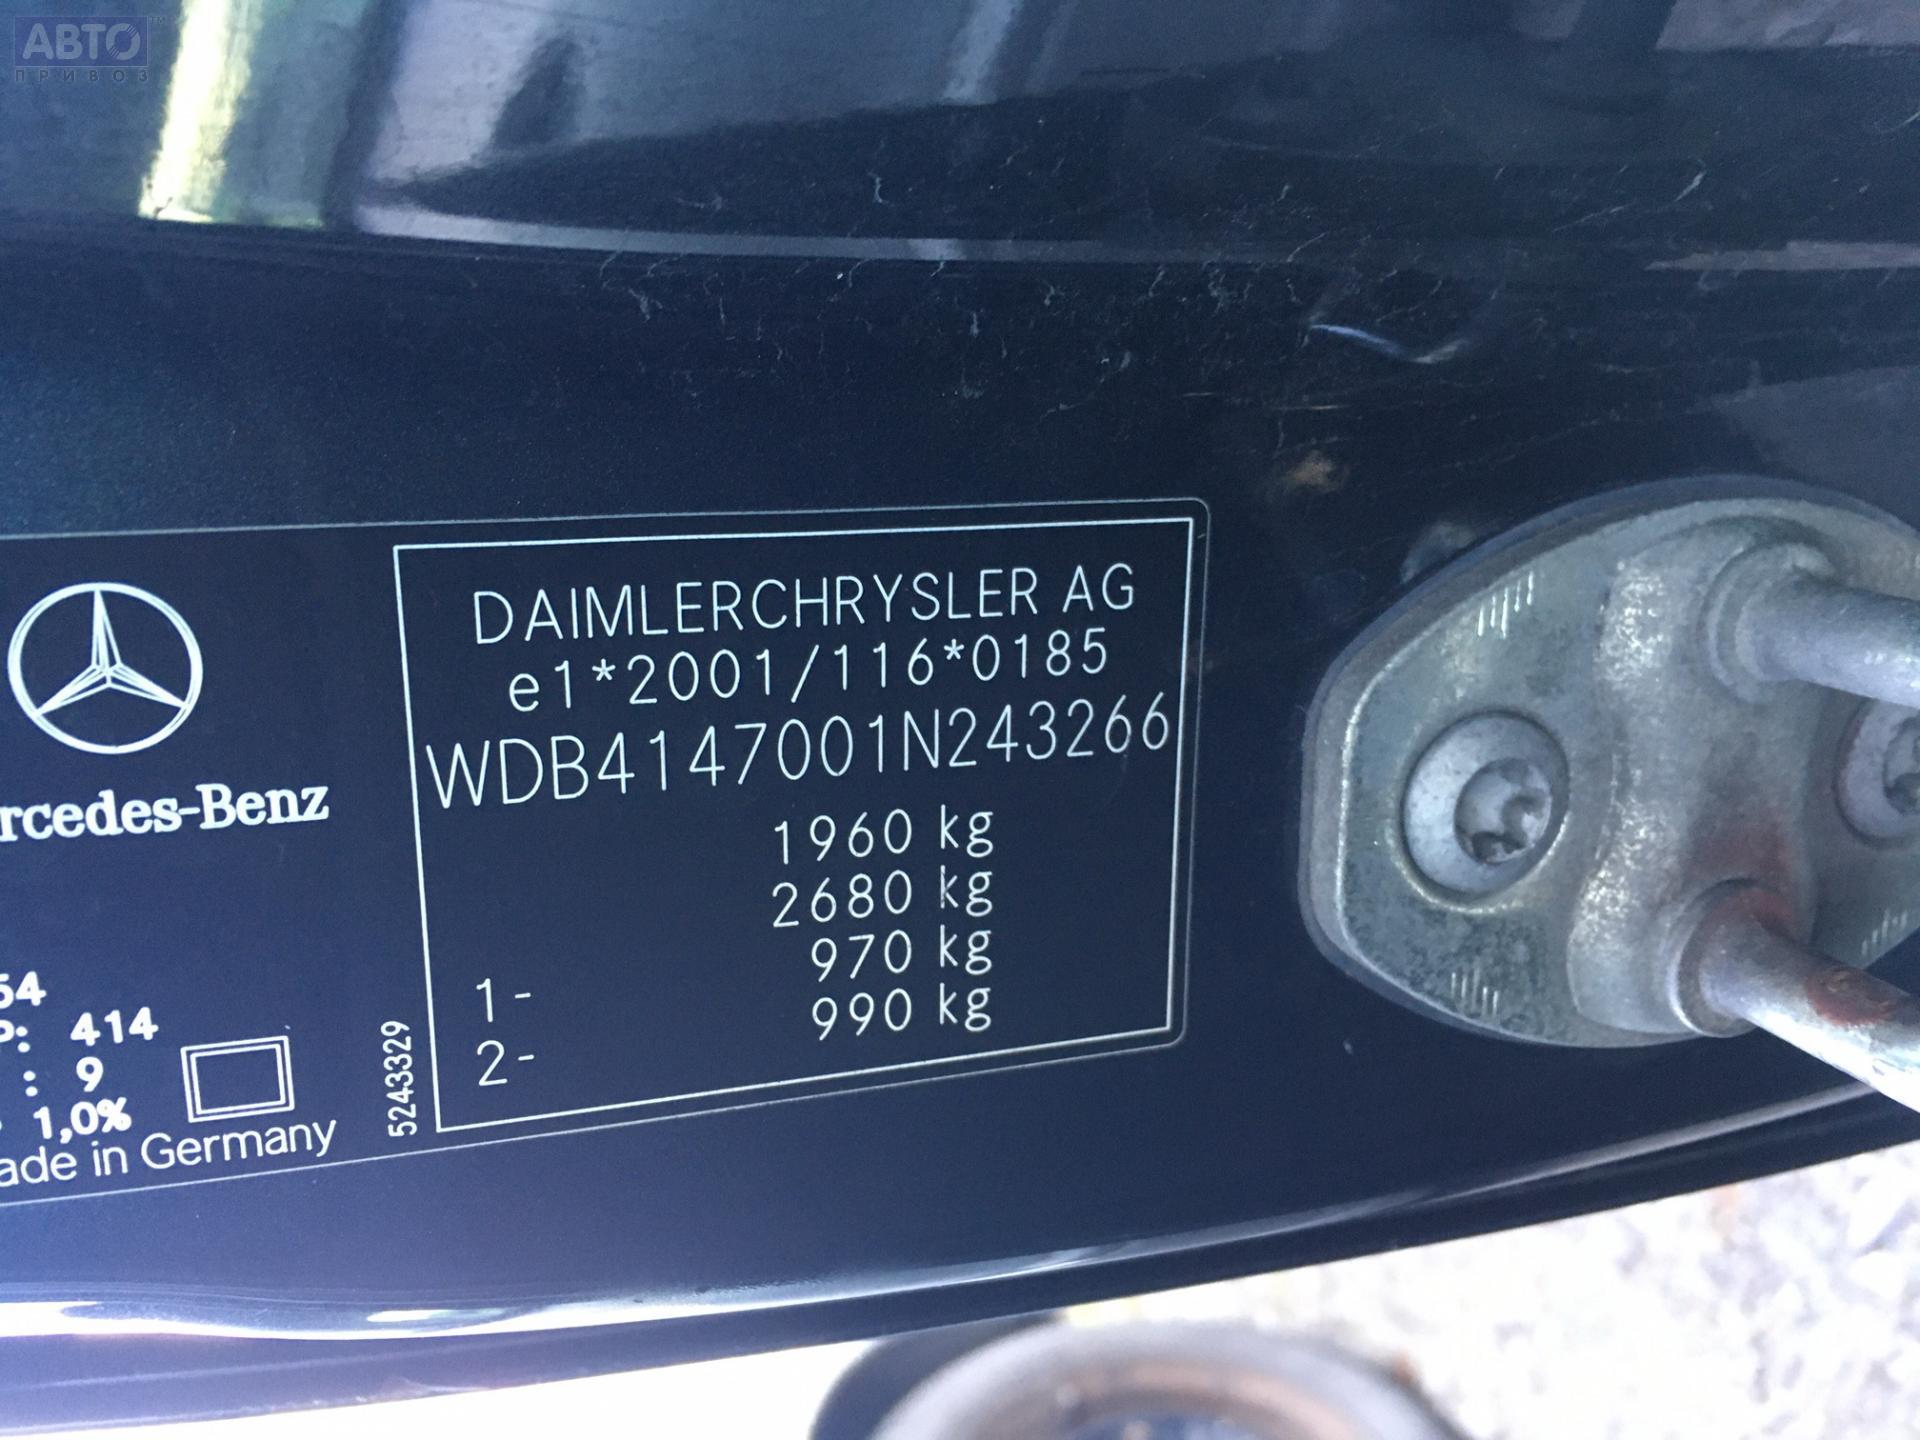 АВТО™
ПРИВОЗ
DAIMLERCHRYSLER AG
e1*2001/116*0185
WDB4147001N243266
1960 kg
2680 kg
1- 970 kg
2- 990 kg
rcedes-Benz
54
P: 414
: 9
1,0%
ade in Germany
5243329